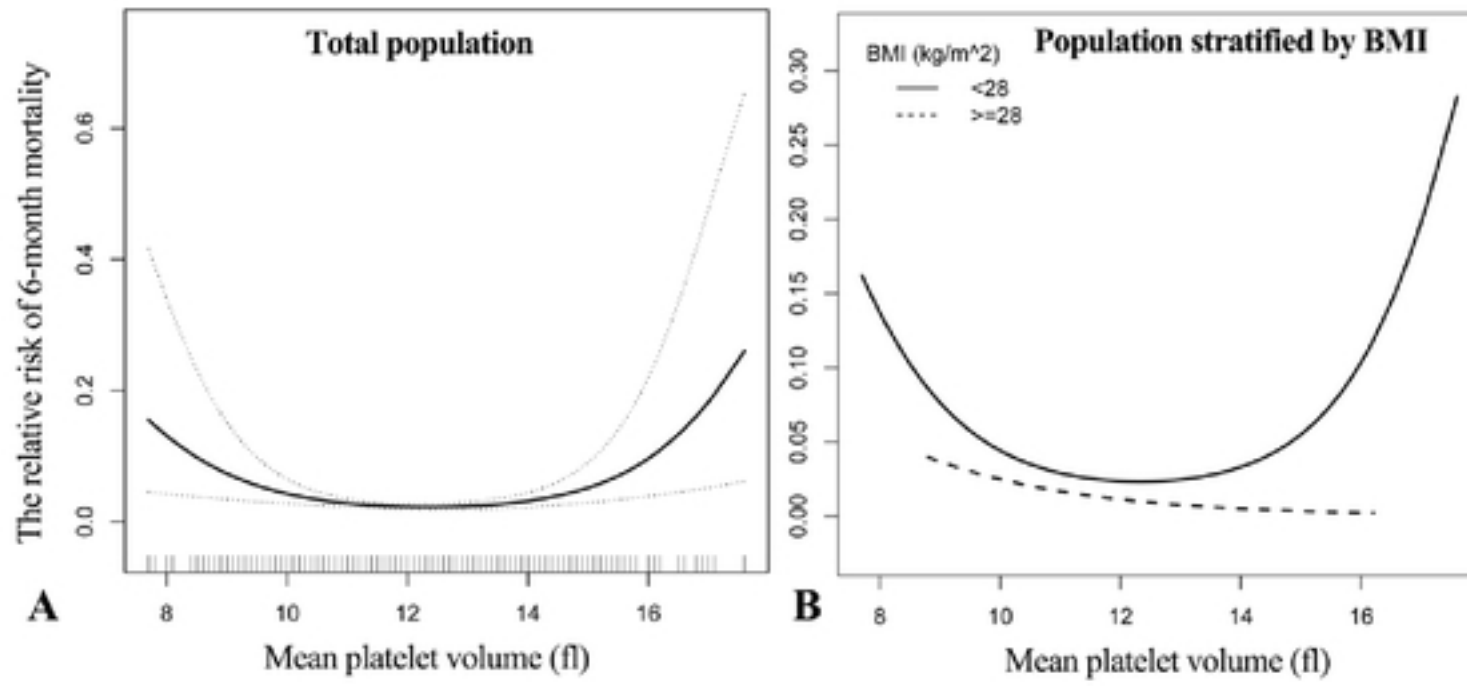 Total population
The relative risk of 6-month mortality
0.6
0.4
0.2
0.0
8 10 12 14 16
A
Mean platelet volume (fl)
Population stratified by BMI
BMI (kg/m^2)
<28
>=28
0.30
0.25
0.20
0.15
0.10
0.05
0.00
8 10 12 14 16
B
Mean platelet volume (fl)